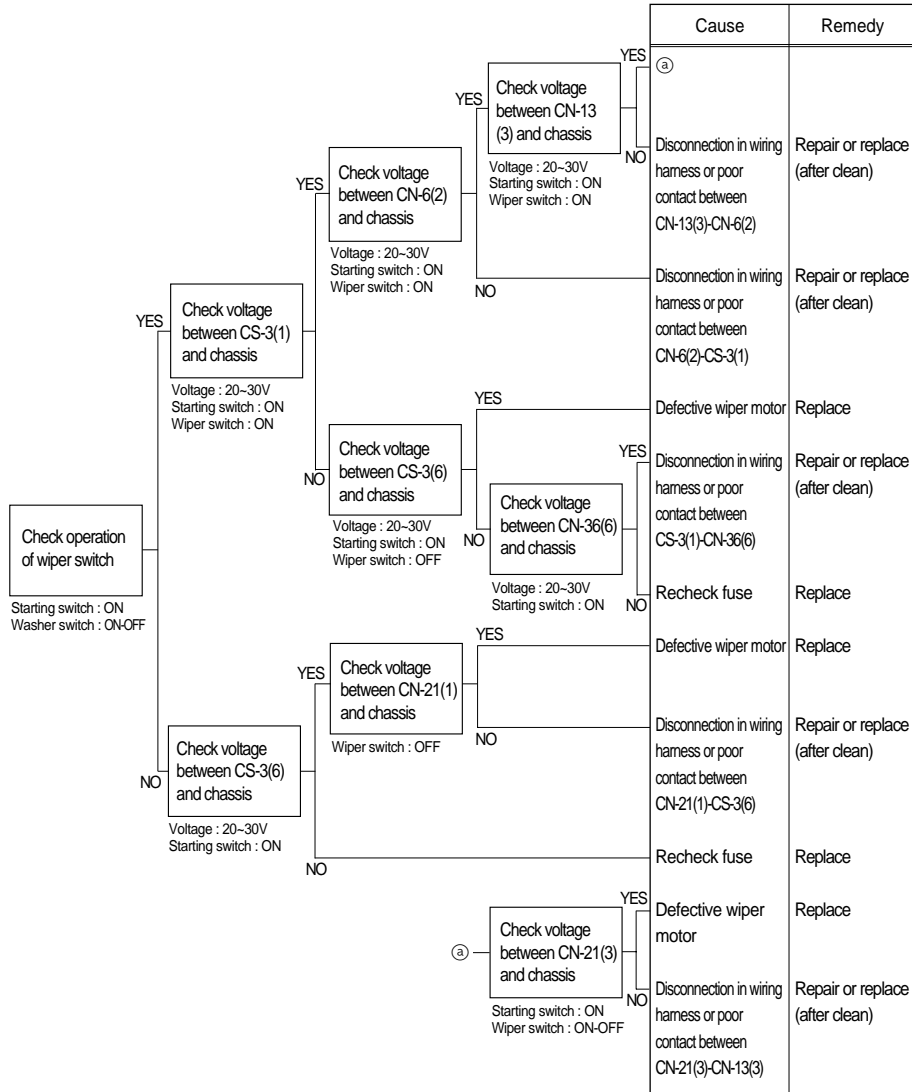 Cause
Remedy
YES
ⓐ
Check voltage
between CN-13
(3) and chassis
YES
NO
Disconnection in wiring
harness or poor
contact between
CN-13(3)-CN-6(2)
Repair or replace
(after clean)
Voltage : 20~30V
Starting switch : ON
Wiper switch : ON
YES
Check voltage
between CN-6(2)
and chassis
Voltage : 20~30V
Starting switch : ON
Wiper switch : ON
NO
Disconnection in wiring
harness or poor
contact between
CN-6(2)-CS-3(1)
Repair or replace
(after clean)
YES
Check voltage
between CS-3(1)
and chassis
Voltage : 20~30V
Starting switch : ON
Wiper switch : ON
YES
Defective wiper motor
Replace
NO
Check voltage
between CS-3(6)
and chassis
Voltage : 20~30V
Starting switch : ON
Wiper switch : OFF
YES
Disconnection in wiring
harness or poor
contact between
CS-3(1)-CN-36(6)
Repair or replace
(after clean)
NO
Check voltage
between CN-36(6)
and chassis
Voltage : 20~30V
Starting switch : ON
NO
Recheck fuse
Replace
Check operation
of wiper switch
Starting switch : ON
Washer switch : ON-OFF
YES
Defective wiper motor
Replace
YES
Check voltage
between CN-21(1)
and chassis
Wiper switch : OFF
NO
Disconnection in wiring
harness or poor
contact between
CN-21(1)-CS-3(6)
Repair or replace
(after clean)
NO
Check voltage
between CS-3(6)
and chassis
Voltage : 20~30V
Starting switch : ON
NO
Recheck fuse
Replace
YES
Defective wiper
motor
Replace
ⓐ
Check voltage
between CN-21(3)
and chassis
Starting switch : ON
Wiper switch : ON-OFF
NO
Disconnection in wiring
harness or poor
contact between
CN-21(3)-CN-13(3)
Repair or replace
(after clean)